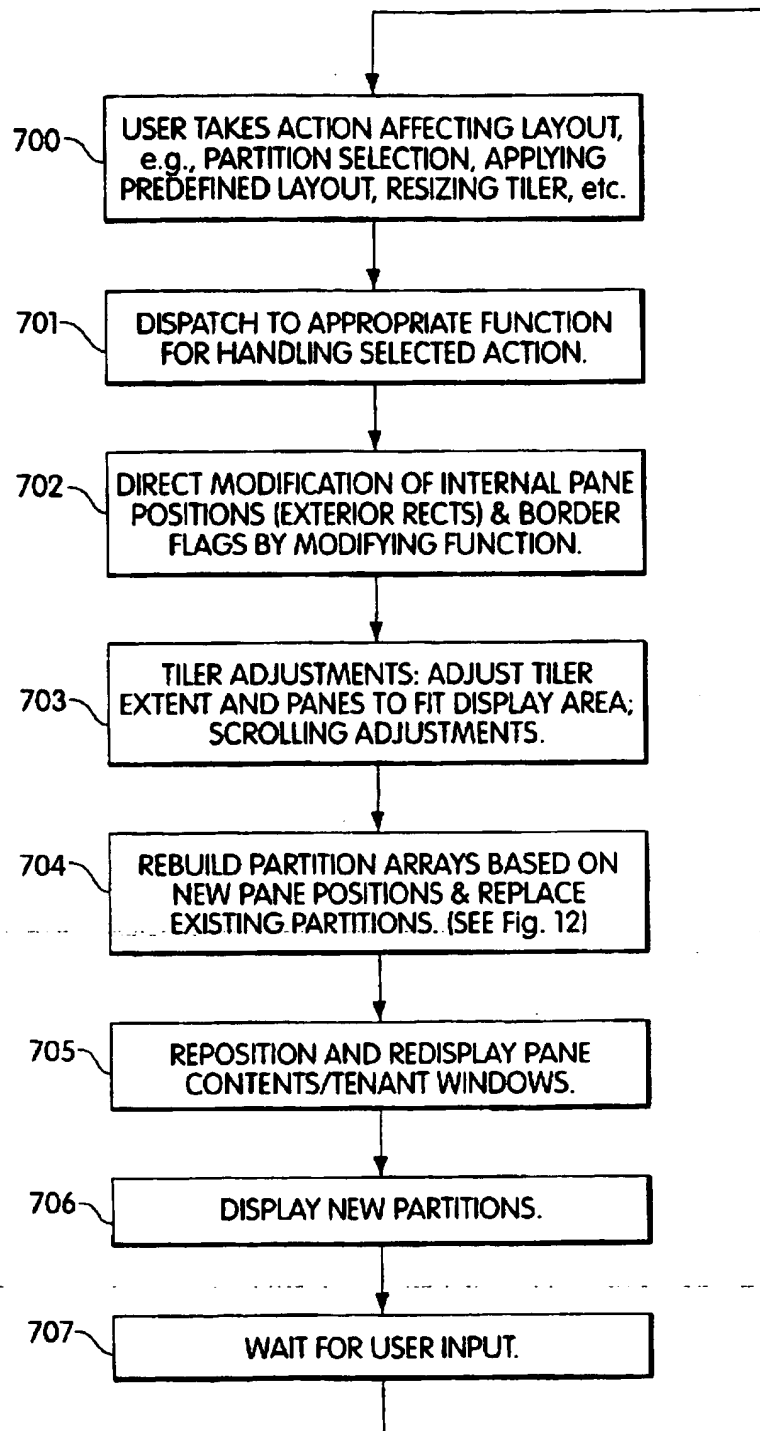 700
USER TAKES ACTION AFFECTING LAYOUT,
e.g., PARTITION SELECTION, APPLYING
PREDEFINED LAYOUT, RESIZING TILER, etc.
701
DISPATCH TO APPROPRIATE FUNCTION
FOR HANDLING SELECTED ACTION.
702
DIRECT MODIFICATION OF INTERNAL PANE
POSITIONS (EXTERIOR RECTS) & BORDER
FLAGS BY MODIFYING FUNCTION.
703
TILER ADJUSTMENTS: ADJUST TILER
EXTENT AND PANES TO FIT DISPLAY AREA;
SCROLLING ADJUSTMENTS.
704
REBUILD PARTITION ARRAYS BASED ON
NEW PANE POSITIONS & REPLACE
EXISTING PARTITIONS. (SEE Fig. 12)
705
REPOSITION AND REDISPLAY PANE
CONTENTS/TENANT WINDOWS.
706
DISPLAY NEW PARTITIONS.
707
WAIT FOR USER INPUT.